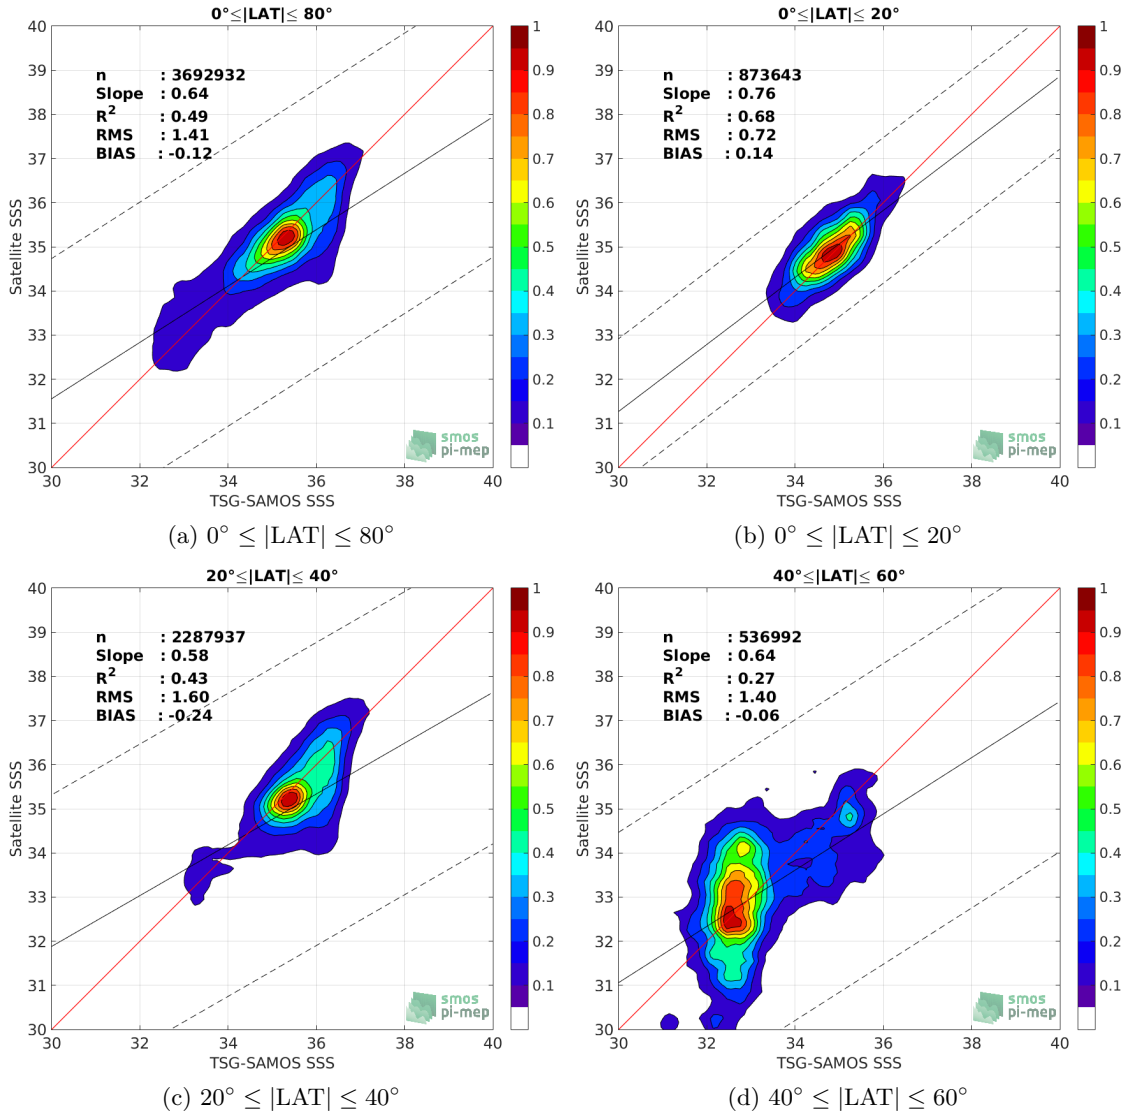 0°≤|LAT|≤ 80°
n : 3692932
Slope : 0.64
R² : 0.49
RMS : 1.41
BIAS : -0.12
Satellite SSS
40
39
38
37
36
35
34
33
32
31
30
30 32 34 36 38 40
TSG-SAMOS SSS
1
0.9
0.8
0.7
0.6
0.5
0.4
0.3
0.2
0.1
smos
pi-mep
(a) 0° ≤ |LAT| ≤ 80°
0°≤|LAT|≤ 20°
n : 873643
Slope : 0.76
R² : 0.68
RMS : 0.72
BIAS : 0.14
Satellite SSS
40
39
38
37
36
35
34
33
32
31
30
30 32 34 36 38 40
TSG-SAMOS SSS
1
0.9
0.8
0.7
0.6
0.5
0.4
0.3
0.2
0.1
smos
pi-mep
(b) 0° ≤ |LAT| ≤ 20°
20°≤|LAT|≤ 40°
n : 2287937
Slope : 0.58
R² : 0.43
RMS : 1.60
BIAS : -0.24
Satellite SSS
40
39
38
37
36
35
34
33
32
31
30
30 32 34 36 38 40
TSG-SAMOS SSS
1
0.9
0.8
0.7
0.6
0.5
0.4
0.3
0.2
0.1
smos
pi-mep
(c) 20° ≤ |LAT| ≤ 40°
40°≤|LAT|≤ 60°
n : 536992
Slope : 0.64
R² : 0.27
RMS : 1.40
BIAS : -0.06
Satellite SSS
40
39
38
37
36
35
34
33
32
31
30
30 32 34 36 38 40
TSG-SAMOS SSS
1
0.9
0.8
0.7
0.6
0.5
0.4
0.3
0.2
0.1
smos
pi-mep
(d) 40° ≤ |LAT| ≤ 60°